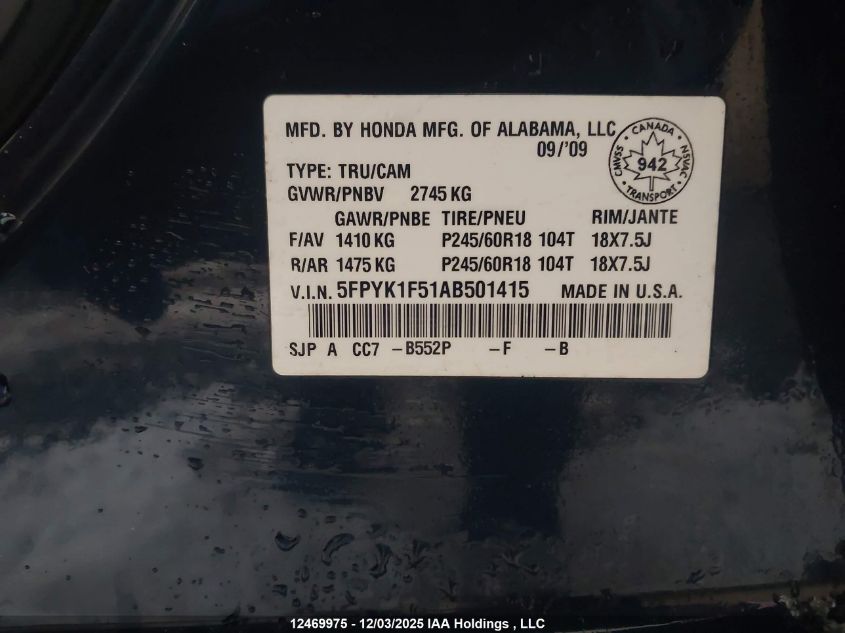 MFD. BY HONDA MFG. OF ALABAMA, LLC
09/'09
CANADA
CMVSS 942 NSVAC
TRANSPORT
TYPE: TRU/CAM
GVWR/PNBV 2745 KG
GAWR/PNBE TIRE/PNEU RIM/JANTE
F/AV 1410 KG P245/60R18 104T 18X7.5J
R/AR 1475 KG P245/60R18 104T 18X7.5J
V.I.N. 5FPYK1F51AB501415 MADE IN U.S.A.
SJP A CC7 -B552P -F -B
12469975 - 12/03/2025 IAA Holdings , LLC